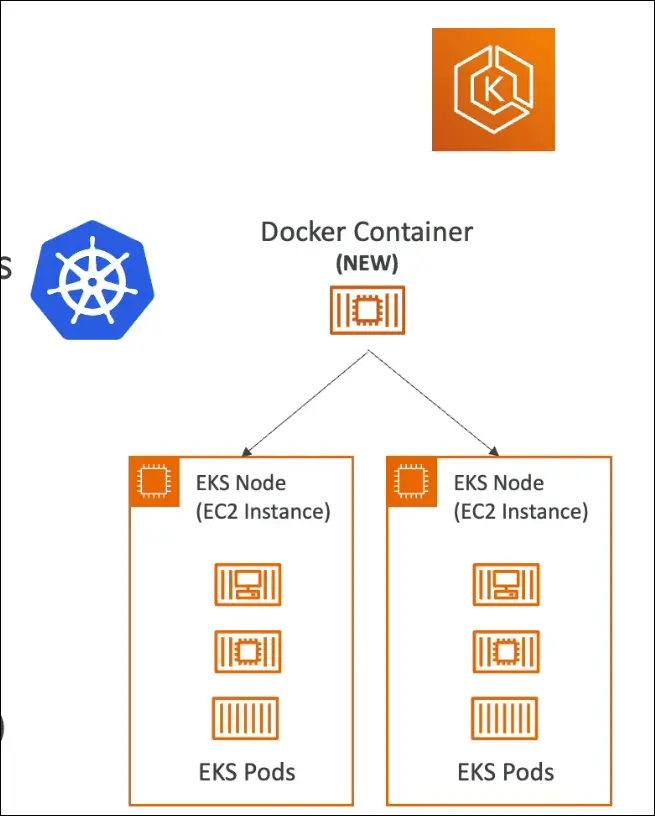 K
s
Docker Container
(NEW)
EKS Node
(EC2 Instance)
EKS Node
(EC2 Instance)
EKS Pods
EKS Pods
)